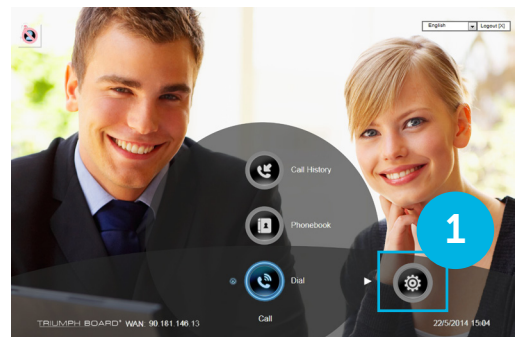 English
Logout [X]
Call History
Phonebook
Dial
Call
1
TRIUMPH BOARD® WAN: 90.181.146.13
22/5/2014 15:04